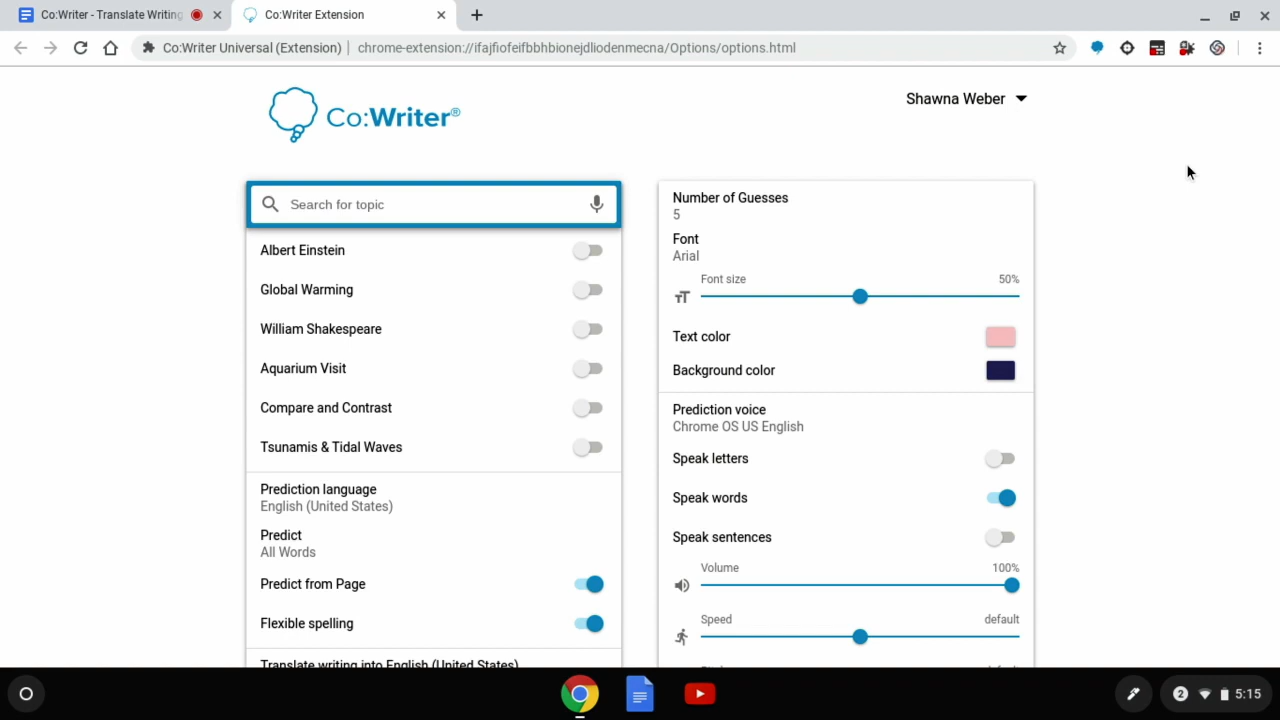 Co:Writer - Translate Writing
Co:Writer Extension
Co:Writer Universal (Extension) | chrome-extension://ifajfiofeifbbhbionejdliodenmecna/Options/options.html
Co:Writer®
Shawna Weber
Search for topic
Albert Einstein
Global Warming
William Shakespeare
Aquarium Visit
Compare and Contrast
Tsunamis & Tidal Waves
Prediction language
English (United States)
Predict
All Words
Predict from Page
Flexible spelling
Translate writing into English (United States)
Number of Guesses
5
Font
Arial
Font size 50%
Text color
Background color
Prediction voice
Chrome OS US English
Speak letters
Speak words
Speak sentences
Volume 100%
Speed default
2 5:15